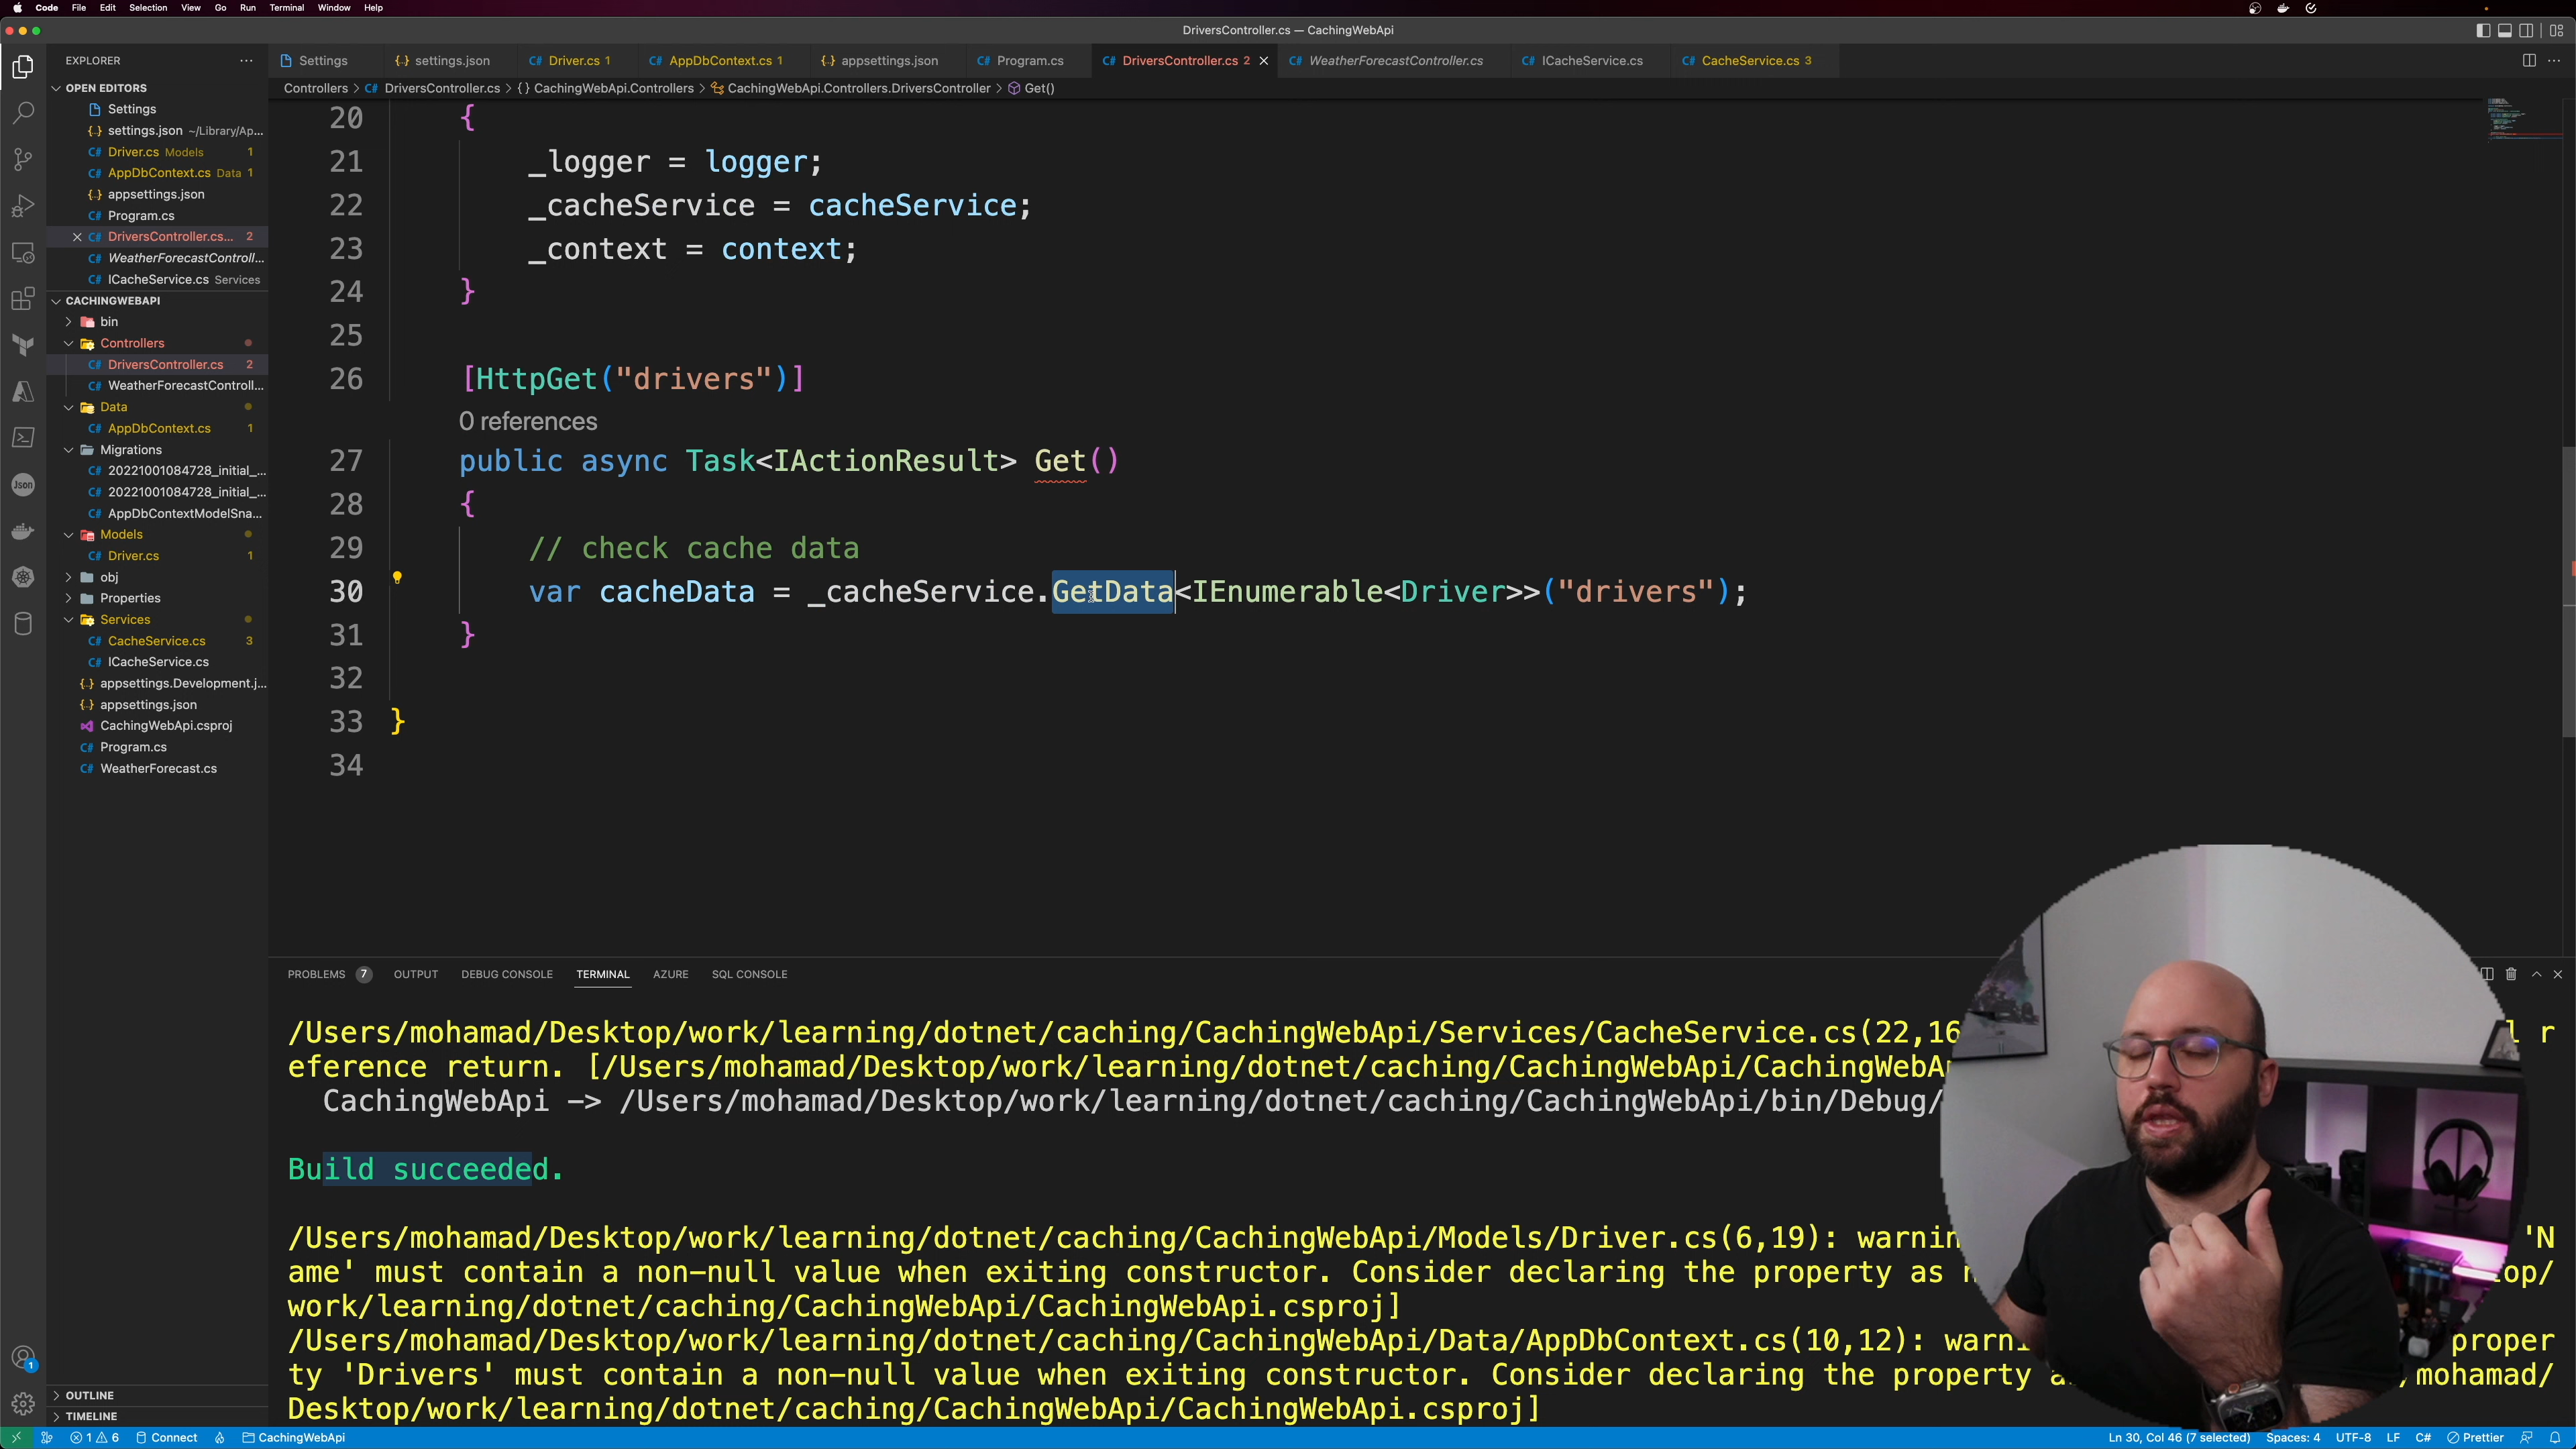 Code File Edit Selection View Go Run Terminal Window Help
DriversController.cs — CachingWebApi
EXPLORER
Settings settings.json Driver.cs 1 AppDbContext.cs 1 appsettings.json Program.cs DriversController.cs 2 WeatherForecastController.cs ICacheService.cs CacheService.cs 3
Controllers > DriversController.cs > {} CachingWebApi.Controllers > CachingWebApi.Controllers.DriversController > Get()
OPEN EDITORS
Settings
settings.json ~/Library/Ap...
Driver.cs Models 1
AppDbContext.cs Data 1
appsettings.json
Program.cs
DriversController.cs... 2
WeatherForecastControll...
ICacheService.cs Services
CACHINGWEBAPI
bin
Controllers
DriversController.cs 2
WeatherForecastControll...
Data
AppDbContext.cs 1
Migrations
20221001084728_initial_...
20221001084728_initial_...
AppDbContextModelSna...
Models
Driver.cs 1
obj
Properties
Services
CacheService.cs 3
ICacheService.cs
appsettings.Development.j...
appsettings.json
CachingWebApi.csproj
Program.cs
WeatherForecast.cs
OUTLINE
TIMELINE
20 {
21 _logger = logger;
22 _cacheService = cacheService;
23 _context = context;
24 }
25
26 [HttpGet("drivers")]
0 references
27 public async Task<IActionResult> Get()
28 {
29 // check cache data
30 var cacheData = _cacheService.GetData<IEnumerable<Driver>>("drivers");
31 }
32
33 }
34
PROBLEMS 7 OUTPUT DEBUG CONSOLE TERMINAL AZURE SQL CONSOLE
/Users/mohamad/Desktop/work/learning/dotnet/caching/CachingWebApi/Services/CacheService.cs(22,16 l r
eference return. [/Users/mohamad/Desktop/work/learning/dotnet/caching/CachingWebApi/CachingWebAp
CachingWebApi -> /Users/mohamad/Desktop/work/learning/dotnet/caching/CachingWebApi/bin/Debug/
Build succeeded.
/Users/mohamad/Desktop/work/learning/dotnet/caching/CachingWebApi/Models/Driver.cs(6,19): warnin 'N
ame' must contain a non-null value when exiting constructor. Consider declaring the property as n top/
work/learning/dotnet/caching/CachingWebApi/CachingWebApi.csproj]
/Users/mohamad/Desktop/work/learning/dotnet/caching/CachingWebApi/Data/AppDbContext.cs(10,12): warni proper
ty 'Drivers' must contain a non-null value when exiting constructor. Consider declaring the property a /mohamad/
Desktop/work/learning/dotnet/caching/CachingWebApi/CachingWebApi.csproj]
1 6 Connect CachingWebApi Ln 30, Col 46 (7 selected) Spaces: 4 UTF-8 LF C# Prettier